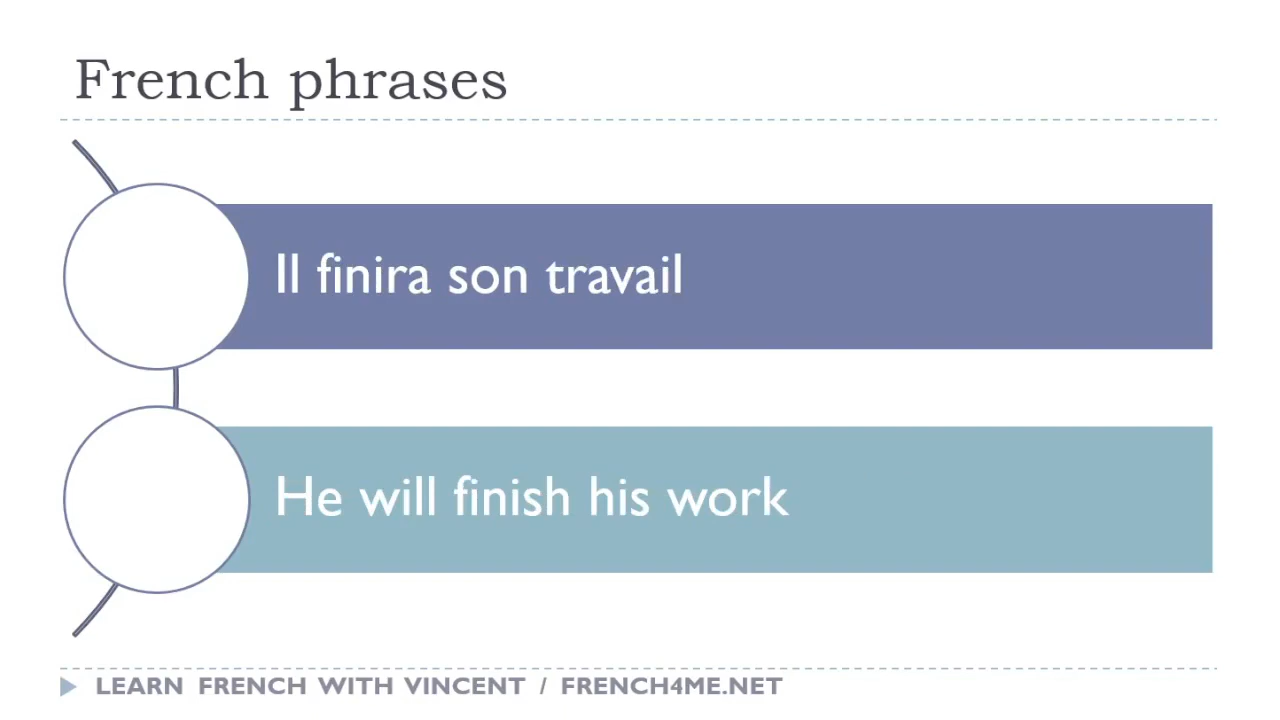 French phrases
Il finira son travail
He will finish his work
LEARN FRENCH WITH VINCENT / FRENCH4ME.NET